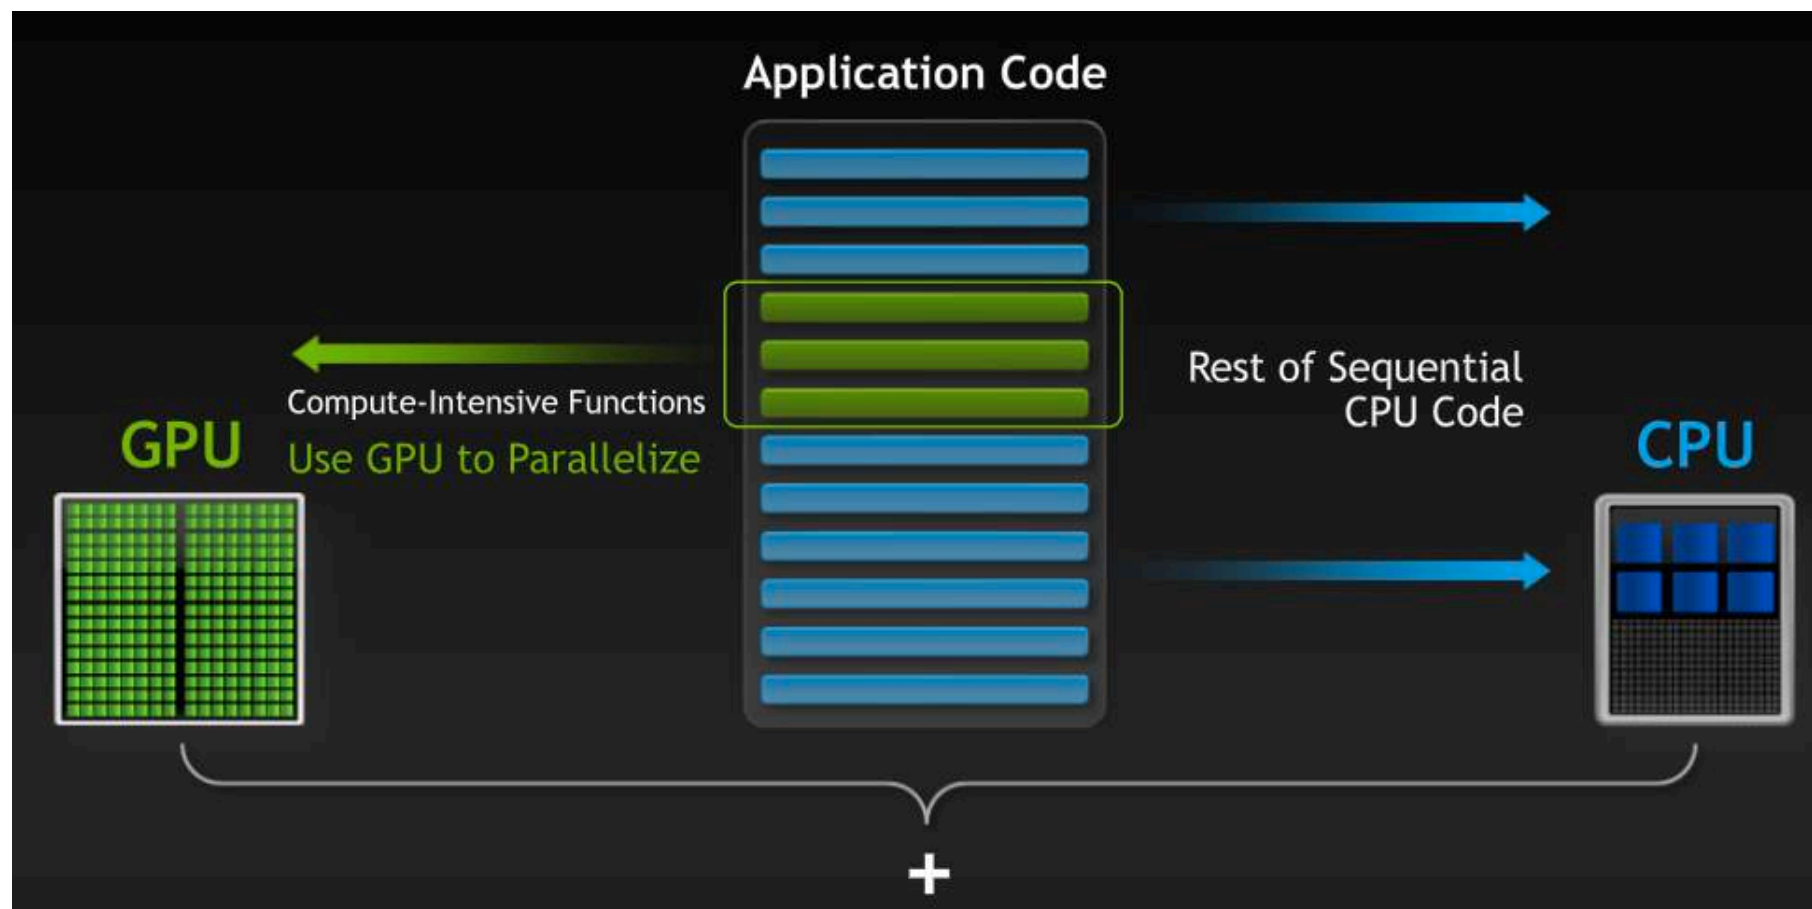 Application Code
Compute-Intensive Functions
GPU
Use GPU to Parallelize
Rest of Sequential
CPU Code
CPU
+